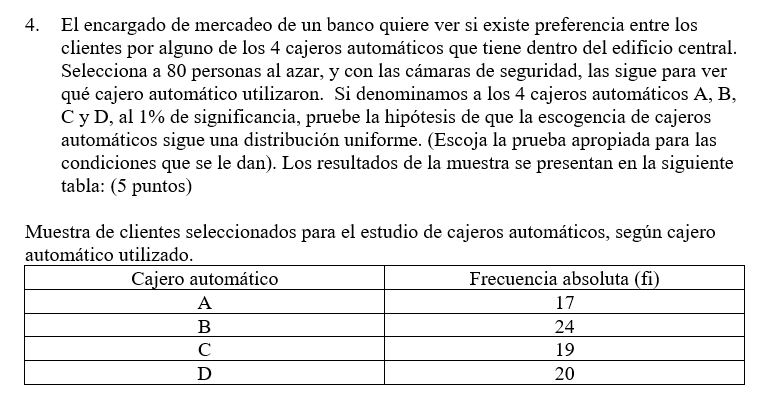 4. El encargado de mercadeo de un banco quiere ver si existe preferencia entre los
clientes por alguno de los 4 cajeros automáticos que tiene dentro del edificio central.
Selecciona a 80 personas al azar, y con las cámaras de seguridad, las sigue para ver
qué cajero automático utilizaron. Si denominamos a los 4 cajeros automáticos A, B,
C y D, al 1% de significancia, pruebe la hipótesis de que la escogencia de cajeros
automáticos sigue una distribución uniforme. (Escoja la prueba apropiada para las
condiciones que se le dan). Los resultados de la muestra se presentan en la siguiente
tabla: (5 puntos)
Muestra de clientes seleccionados para el estudio de cajeros automáticos, según cajero
automático utilizado.
Cajero automático Frecuencia absoluta (fi)
A 17
B 24
C 19
D 20